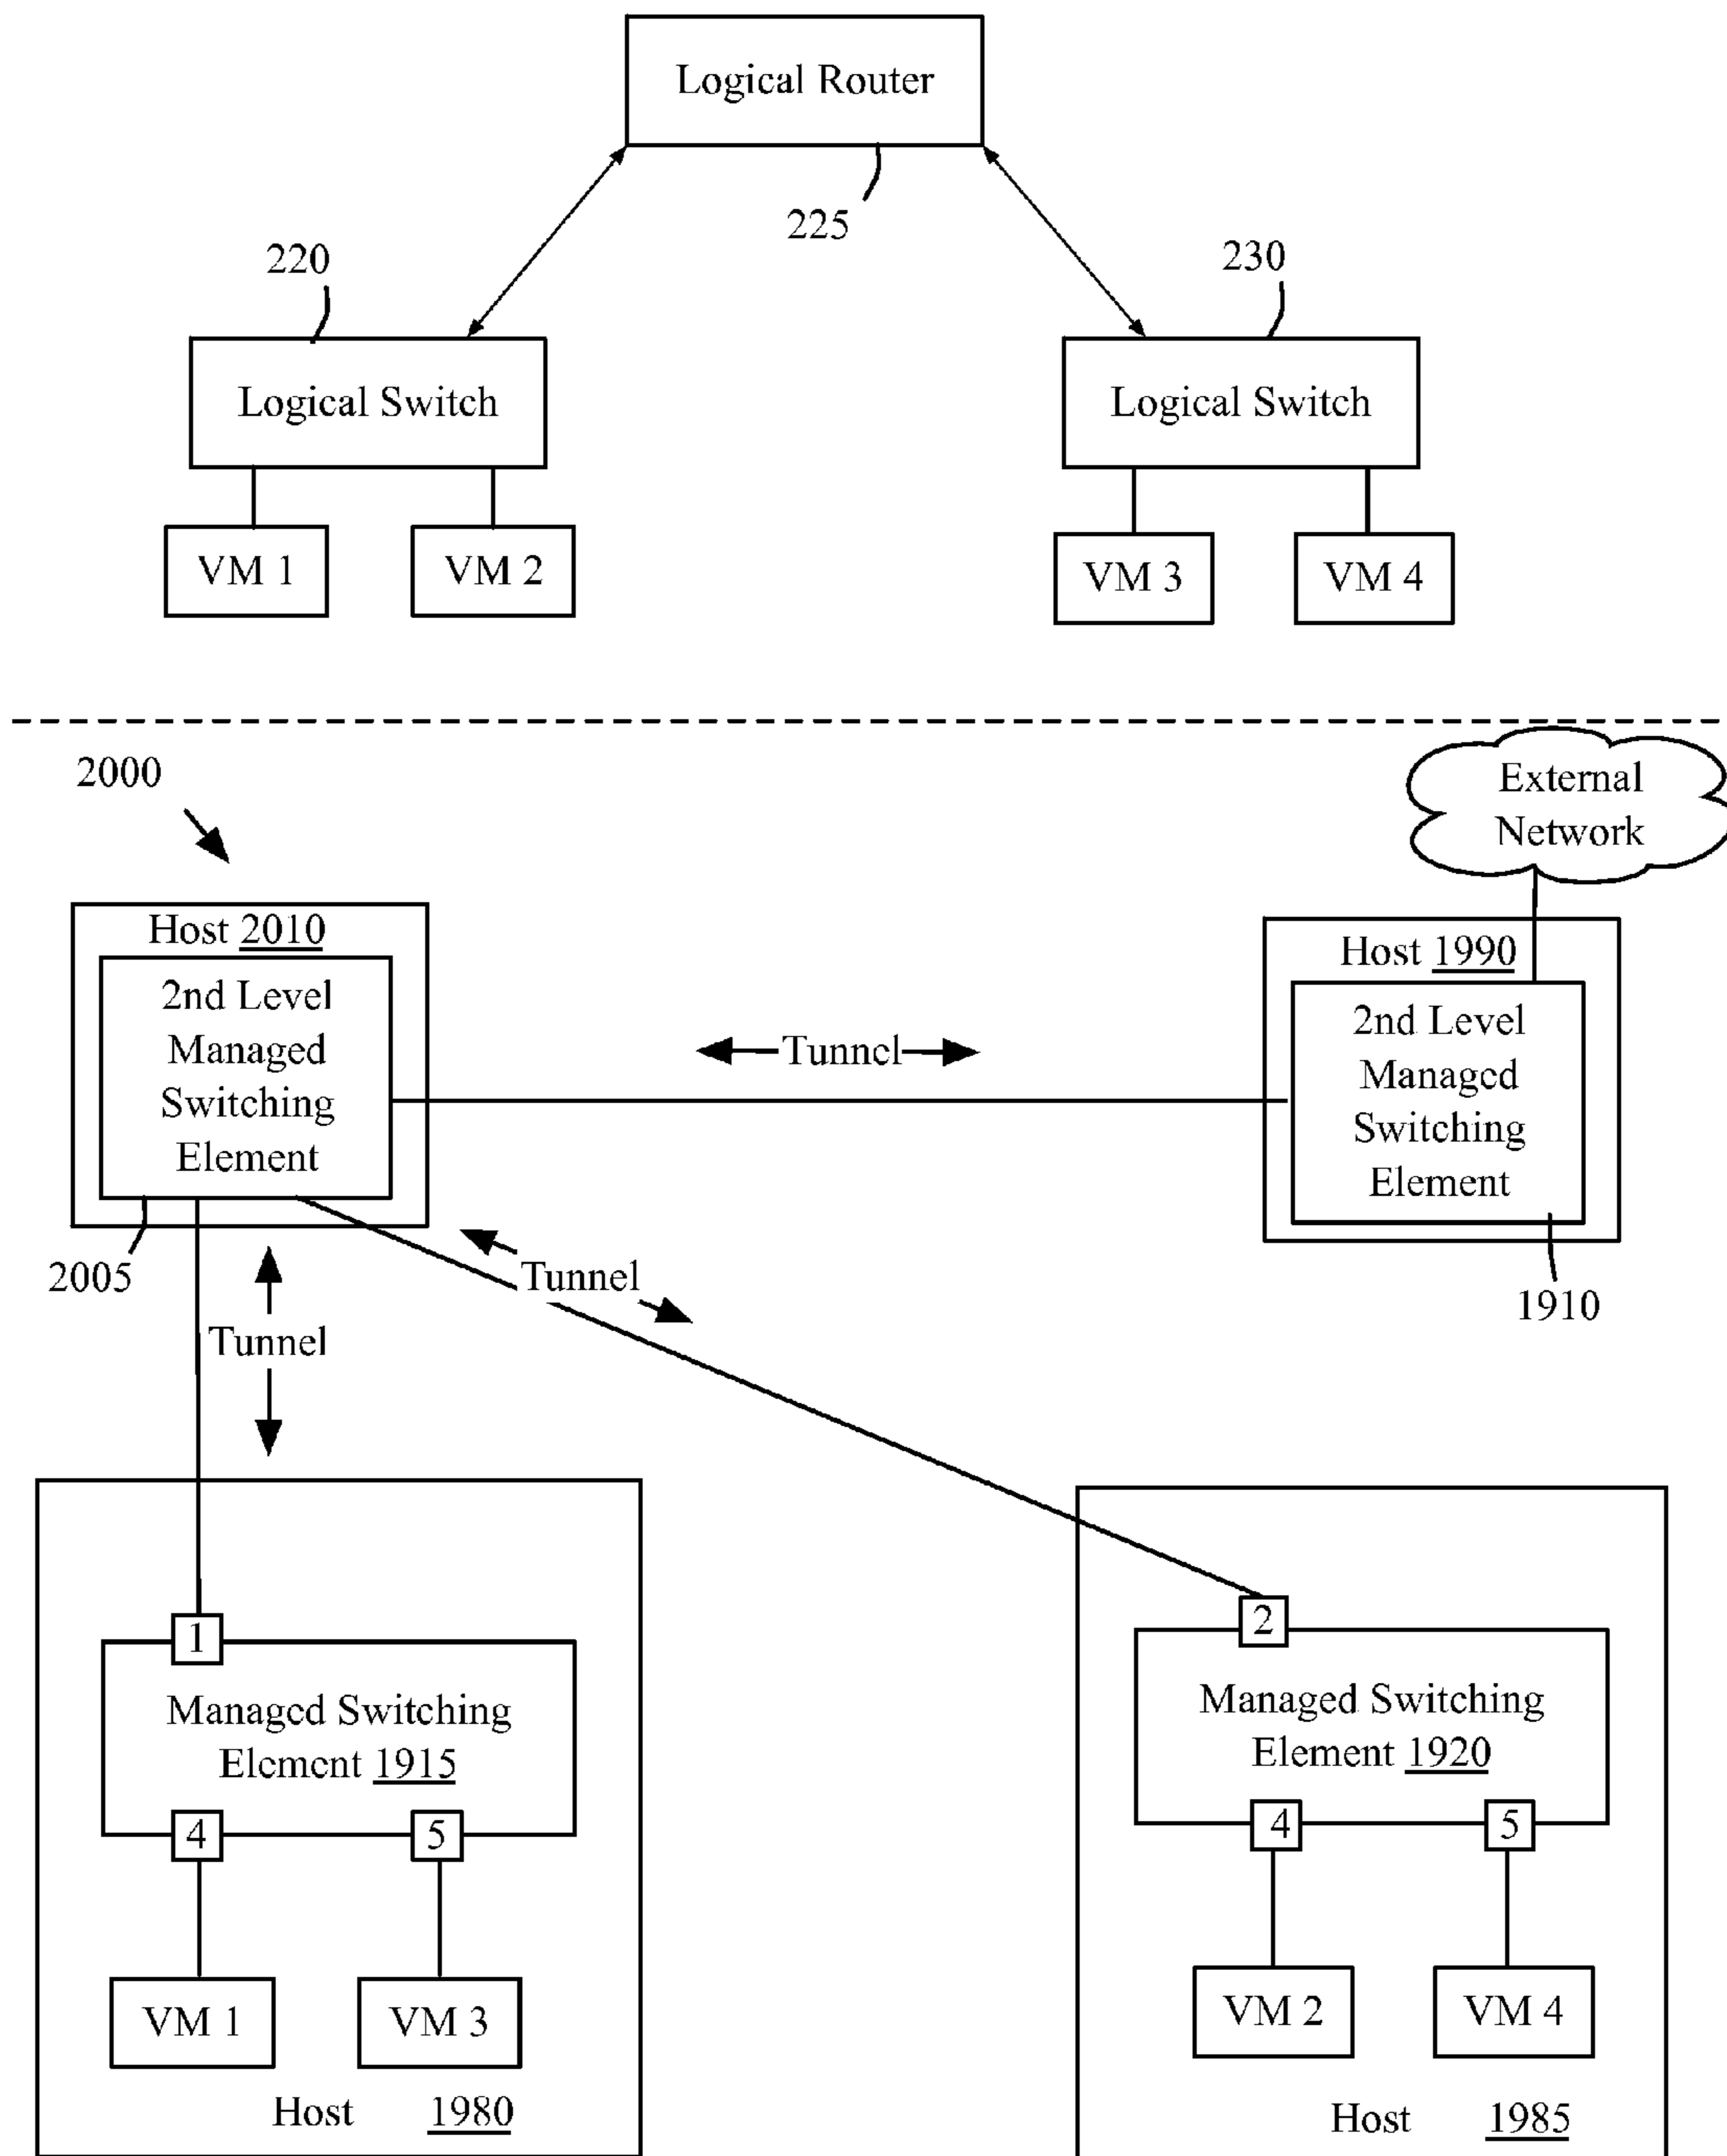 Logical Router
225
220
230
Logical Switch
Logical Switch
VM 1
VM 2
VM 3
VM 4
2000
External
Network
Host 2010
2nd Level
Managed
Switching
Element
2005
Host 1990
2nd Level
Managed
Switching
Element
1910
Tunnel
Tunnel
Tunnel
1
Managed Switching
Element 1915
4
5
VM 1
VM 3
Host 1980
2
Managed Switching
Element 1920
4
5
VM 2
VM 4
Host 1985